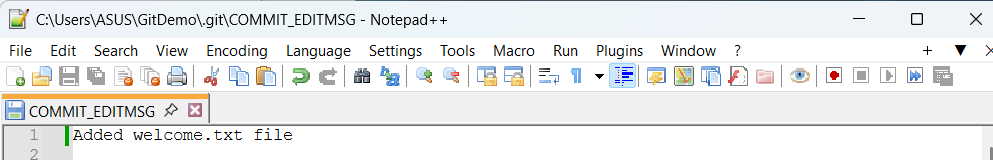 C:\Users\ASUS\GitDemo\.git\COMMIT_EDITMSG - Notepad++
File Edit Search View Encoding Language Settings Tools Macro Run Plugins Window ? + ▼ X
COMMIT_EDITMSG
1 Added welcome.txt file
2